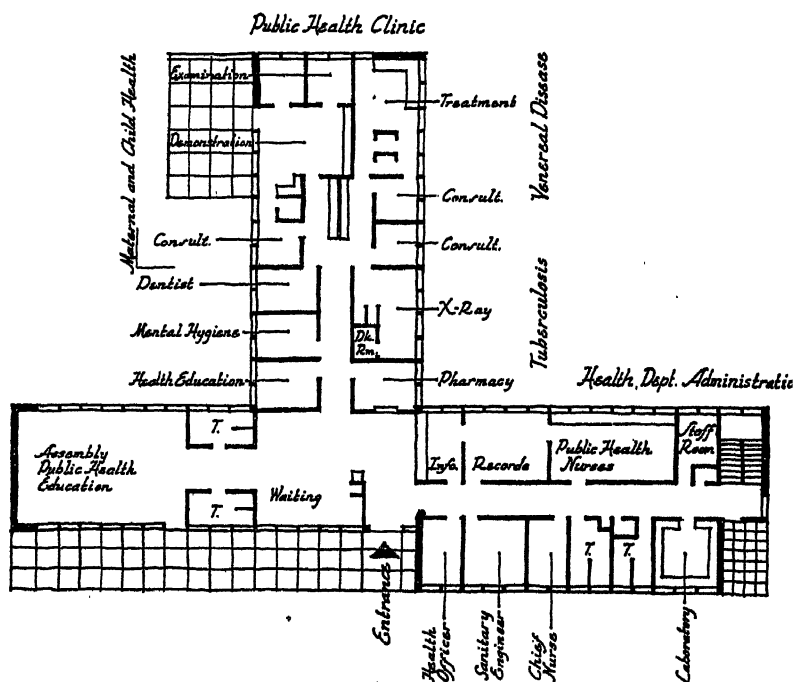 Public Health Clinic
Maternal and Child Health
Examination
Demonstration
Consult.
Dentist
Mental Hygiene
Health Education
Treatment
Consult.
Consult.
X-Ray
Dk.
Rm.
Pharmacy
Venereal Disease
Tuberculosis
Health Dept. Administratio
Assembly
Public Health
Education
T.
T.
Waiting
Info.
Records
Public Health
Nurses
Staff
Room
Entrance
Health
Officer
Sanitary
Engineer
Chief
Nurse
T.
T.
Laboratory